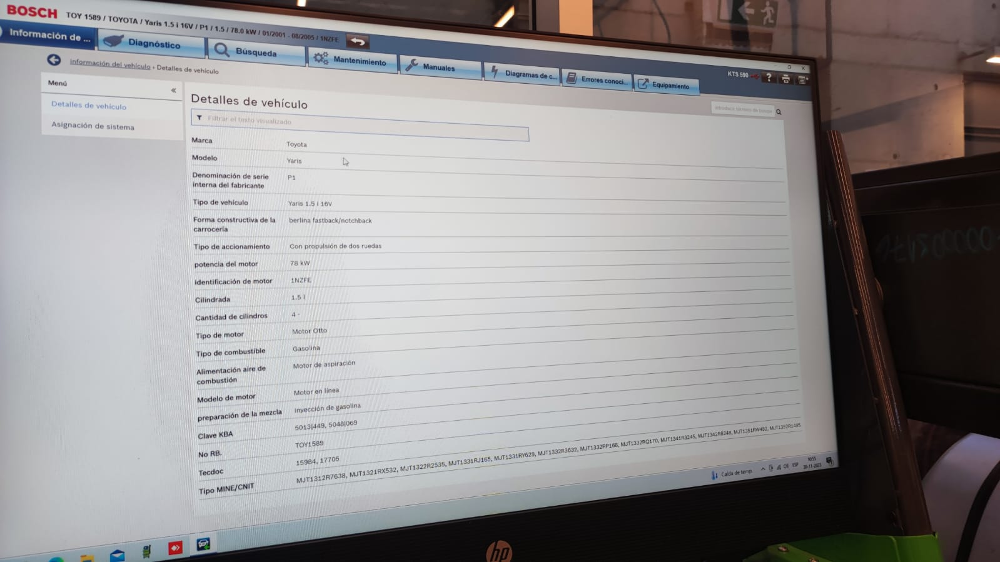 BOSCH TOY 1589 / TOYOTA / Yaris 1.5 i 16V / P1 / 1.5 / 78.0 kW / 01/2001 - 08/2005 / 1NZFE
Información de ... Diagnóstico Búsqueda Mantenimiento Manuales Diagramas de c... Errores conoci... Equipamiento
KTS 590 ?
Información del vehículo › Detalles de vehículo
Menú «
Detalles de vehículo
Asignación de sistema
Detalles de vehículo
Introduce término de búsque
Filtrar el texto visualizado
Marca Toyota
Modelo Yaris
Denominación de serie interna del fabricante P1
Tipo de vehículo Yaris 1.5 i 16V
Forma constructiva de la carrocería berlina fastback/notchback
Tipo de accionamiento Con propulsión de dos ruedas
potencia del motor 78 kW
identificación de motor 1NZFE
Cilindrada 1.5 l
Cantidad de cilindros 4 -
Tipo de motor Motor Otto
Tipo de combustible Gasolina
Alimentación aire de combustión Motor de aspiración
Modelo de motor Motor en línea
preparación de la mezcla Inyección de gasolina
Clave KBA 5013|449, 5048|069
No RB. TOY1589
Tecdoc 15984, 17705
Tipo MINE/CNIT MJT1312R7638, MJT1321RX532, MJT1322R2535, MJT1331RJ165, MJT1331RY629, MJT1332R3632, MJT1332RP168, MJT1332RQ170, MJT1341R3245, MJT1342R8248, MJT1351RW492, MJT1352R1495
Caída de temp. ESP 10:55
30-11-2023
hp